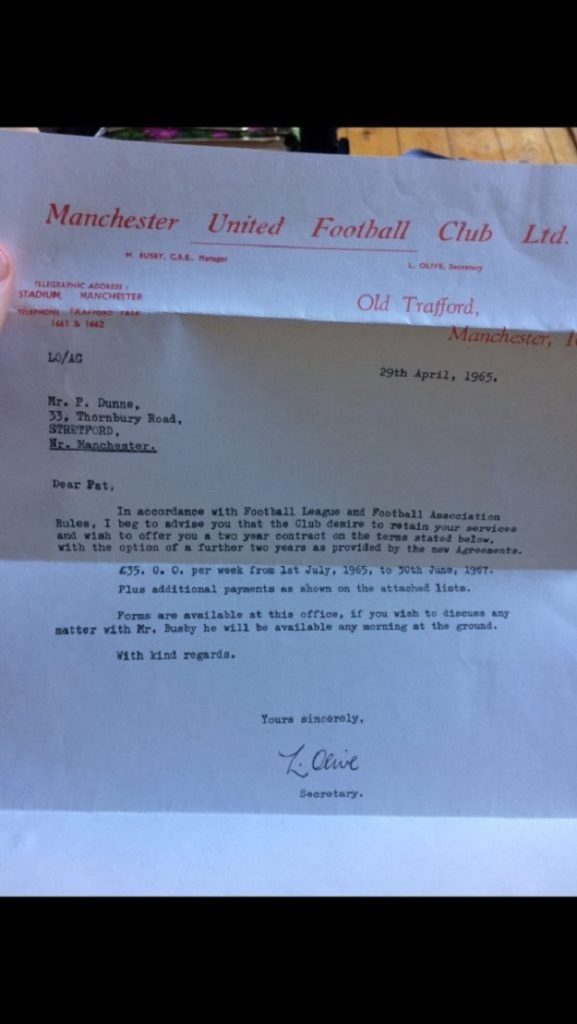 Manchester United Football Club Ltd.
M. BUSBY, C.B.E., Manager
L. OLIVE, Secretary
TELEGRAPHIC ADDRESS:
STADIUM, MANCHESTER
TELEPHONE TRAFFORD PARK
1661 & 1662
Old Trafford,
Manchester,
LO/AG
29th April, 1965.
Mr. P. Dunne,
33, Thornbury Road,
STRETFORD,
Nr. Manchester.
Dear Pat,
In accordance with Football League and Football Association
Rules, I beg to advise you that the Club desire to retain your services
and wish to offer you a two year contract on the terms stated below,
with the option of a further two years as provided by the new Agreements.
£35. 0. 0. per week from 1st July, 1965, to 30th June, 1967.
Plus additional payments as shown on the attached lists.
Forms are available at this office, if you wish to discuss any
matter with Mr. Busby he will be available any morning at the ground.
With kind regards.
Yours sincerely,
L. Olive
Secretary.